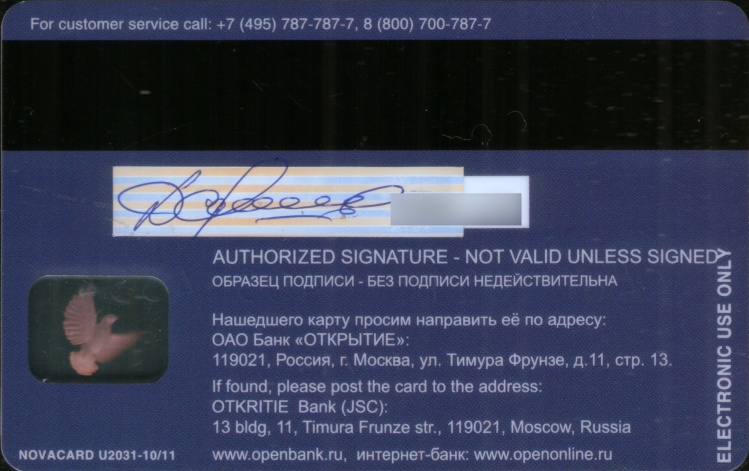 For customer service call: +7 (495) 787-787-7, 8 (800) 700-787-7
AUTHORIZED SIGNATURE - NOT VALID UNLESS SIGNED
ОБРАЗЕЦ ПОДПИСИ - БЕЗ ПОДПИСИ НЕДЕЙСТВИТЕЛЬНА
Нашедшего карту просим направить её по адресу:
ОАО Банк «ОТКРЫТИЕ»:
119021, Россия, г. Москва, ул. Тимура Фрунзе, д.11, стр. 13.
If found, please post the card to the address:
OTKRITIE Bank (JSC):
13 bldg, 11, Timura Frunze str., 119021, Moscow, Russia
www.openbank.ru, интернет-банк: www.openonline.ru
NOVACARD U2031-10/11
ELECTRONIC USE ONLY